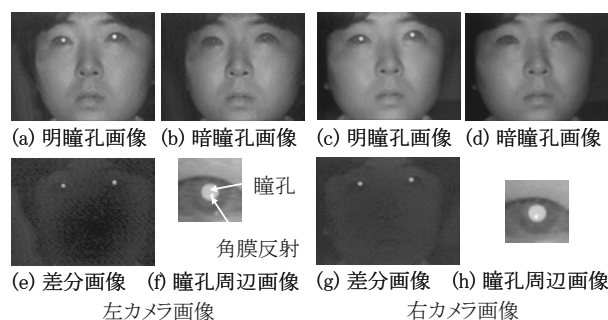 (a) 明瞳孔画像 (b) 暗瞳孔画像 (c) 明瞳孔画像 (d) 暗瞳孔画像
瞳孔
角膜反射
(e) 差分画像 (f) 瞳孔周辺画像 (g) 差分画像 (h) 瞳孔周辺画像
左カメラ画像 右カメラ画像